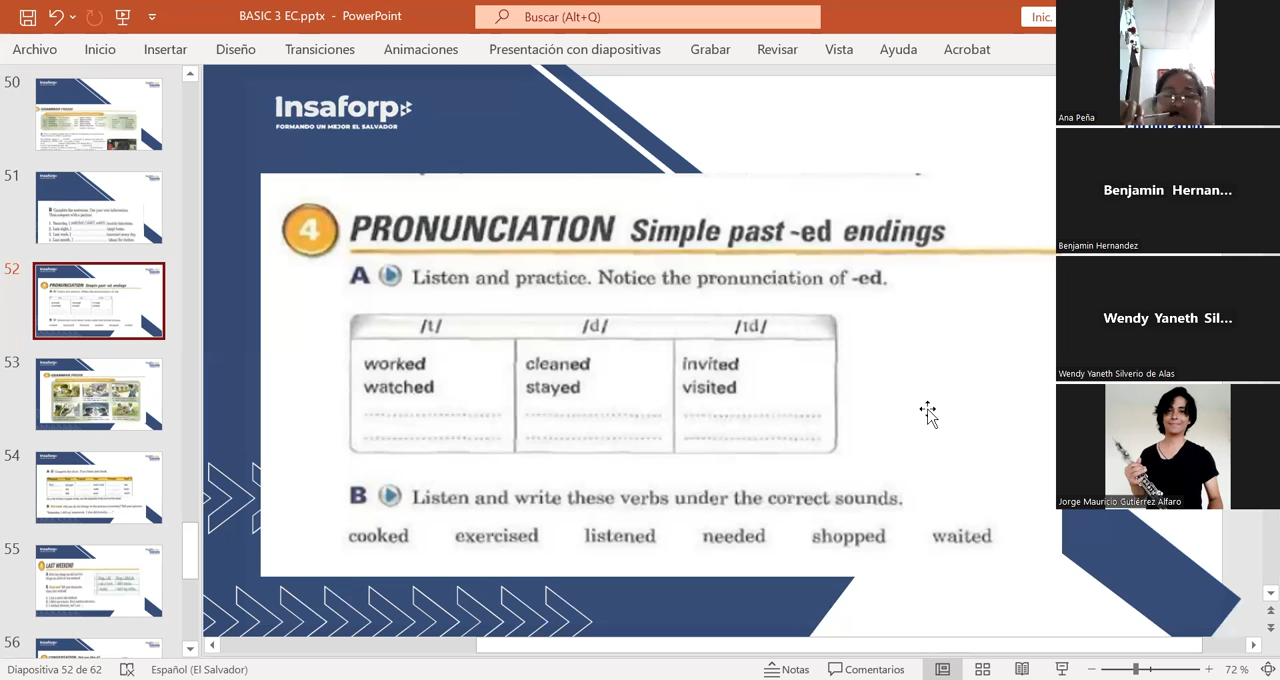 BASIC 3 EC.pptx - PowerPoint
Buscar (Alt+Q)
Inic.
Archivo Inicio Insertar Diseño Transiciones Animaciones Presentación con diapositivas Grabar Revisar Vista Ayuda Acrobat
50
51
52
53
54
55
56
Insaforp
FORMANDO UN MEJOR EL SALVADOR
4 PRONUNCIATION Simple past -ed endings
A Listen and practice. Notice the pronunciation of -ed.
/t/ /d/ /ɪd/
worked cleaned invited
watched stayed visited
B Listen and write these verbs under the correct sounds.
cooked exercised listened needed shopped waited
Ana Peña
Benjamin Hernan...
Benjamin Hernandez
Wendy Yaneth Sil...
Wendy Yaneth Silverio de Alas
Jorge Mauricio Gutiérrez Alfaro
Diapositiva 52 de 62 Español (El Salvador) Notas Comentarios 72 %